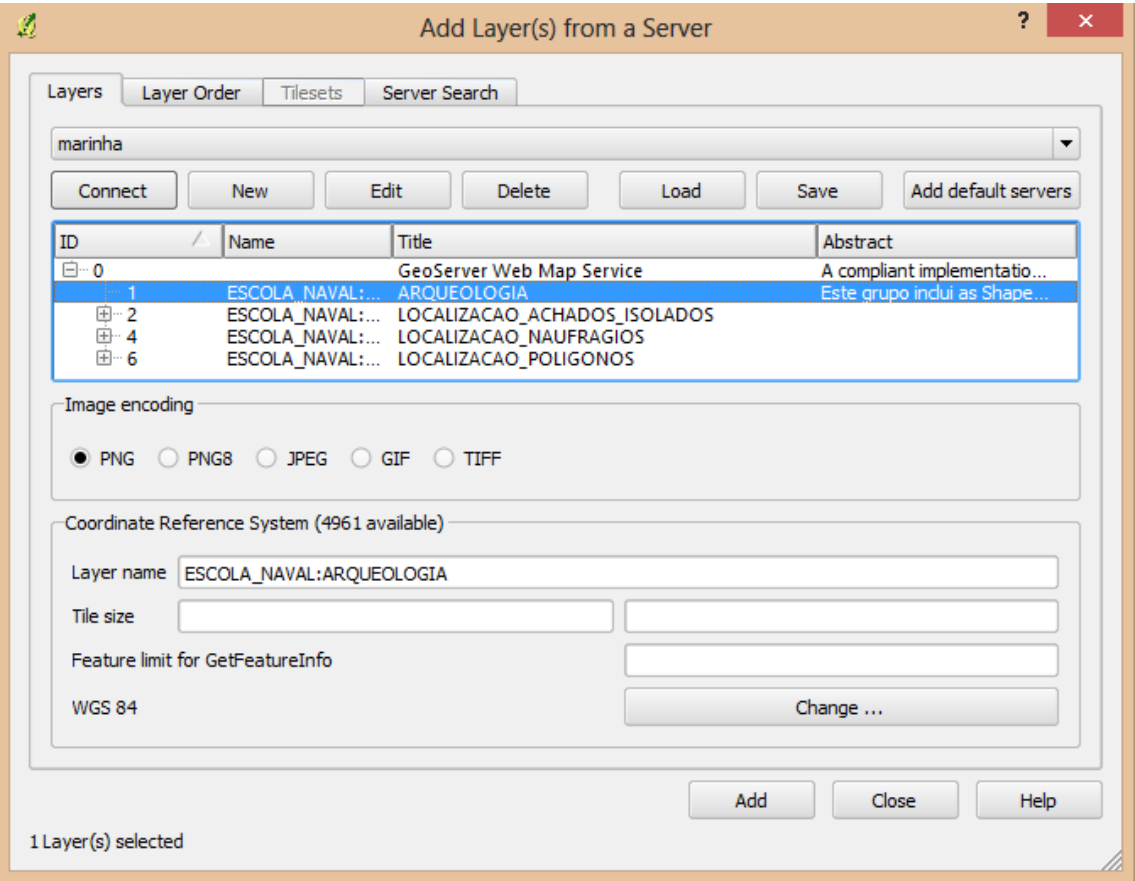 Add Layer(s) from a Server
?
Layers Layer Order Tilesets Server Search
marinha
Connect New Edit Delete Load Save Add default servers
ID Name Title Abstract
0 GeoServer Web Map Service A compliant implementatio...
1 ESCOLA_NAVAL:... ARQUEOLOGIA Este grupo inclui as Shape...
2 ESCOLA_NAVAL:... LOCALIZACAO_ACHADOS_ISOLADOS
4 ESCOLA_NAVAL:... LOCALIZACAO_NAUFRAGIOS
6 ESCOLA_NAVAL:... LOCALIZACAO_POLIGONOS
Image encoding
PNG PNG8 JPEG GIF TIFF
Coordinate Reference System (4961 available)
Layer name ESCOLA_NAVAL:ARQUEOLOGIA
Tile size
Feature limit for GetFeatureInfo
WGS 84 Change ...
Add Close Help
1 Layer(s) selected